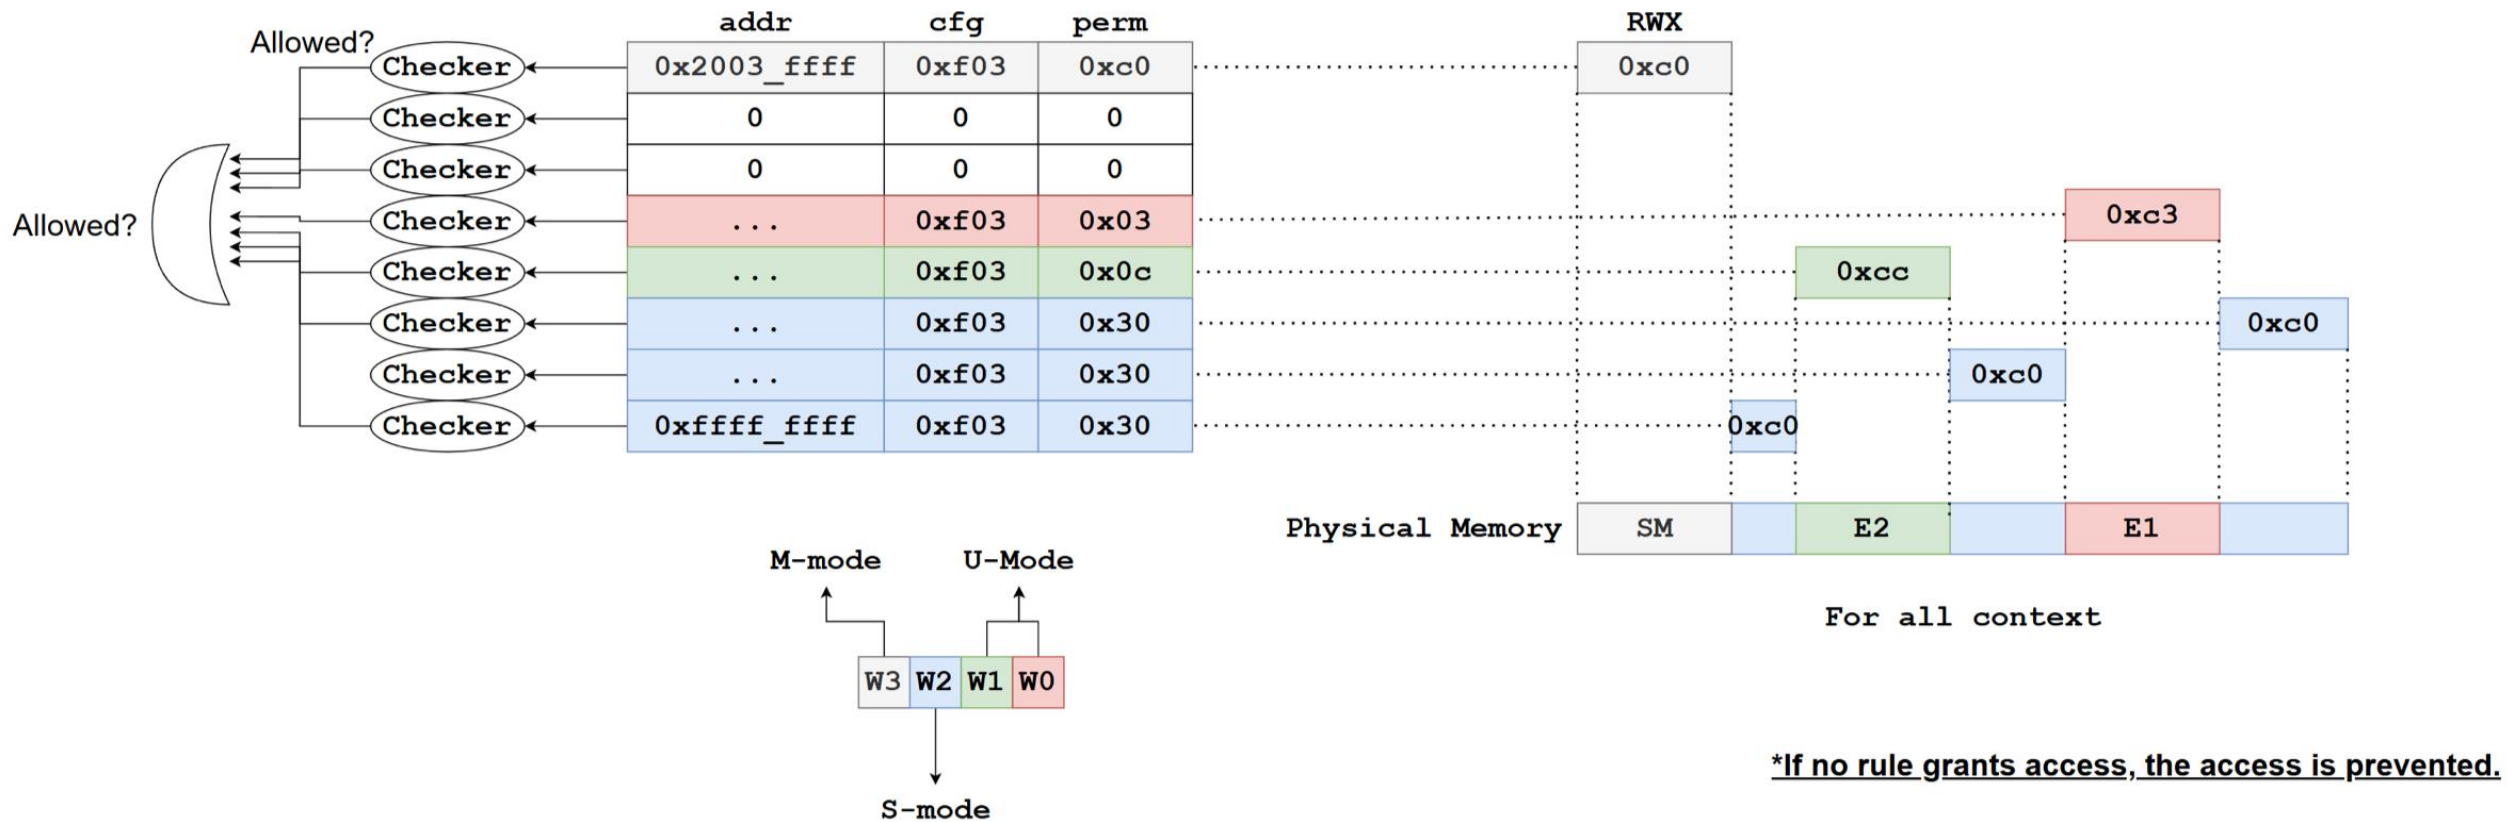 addr cfg perm RWX
Allowed?
Checker 0x2003_ffff 0xf03 0xc0 0xc0
Checker 0 0 0
Checker 0 0 0
Allowed?
Checker ... 0xf03 0x03 0xc3
Checker ... 0xf03 0x0c 0xcc
Checker ... 0xf03 0x30 0xc0
Checker ... 0xf03 0x30 0xc0
Checker 0xffff_ffff 0xf03 0x30 0xc0
Physical Memory SM E2 E1
M-mode U-Mode
For all context
W3 W2 W1 W0
*If no rule grants access, the access is prevented.
S-mode